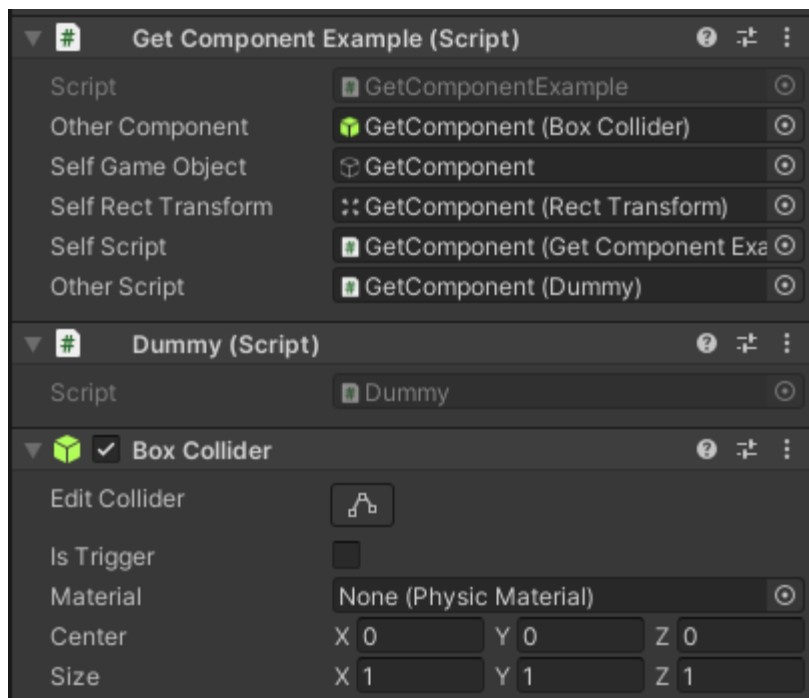 # Get Component Example (Script)
Script # GetComponentExample
Other Component GetComponent (Box Collider)
Self Game Object GetComponent
Self Rect Transform GetComponent (Rect Transform)
Self Script # GetComponent (Get Component Exa
Other Script # GetComponent (Dummy)
# Dummy (Script)
Script # Dummy
Box Collider
Edit Collider
Is Trigger
Material None (Physic Material)
Center X 0 Y 0 Z 0
Size X 1 Y 1 Z 1